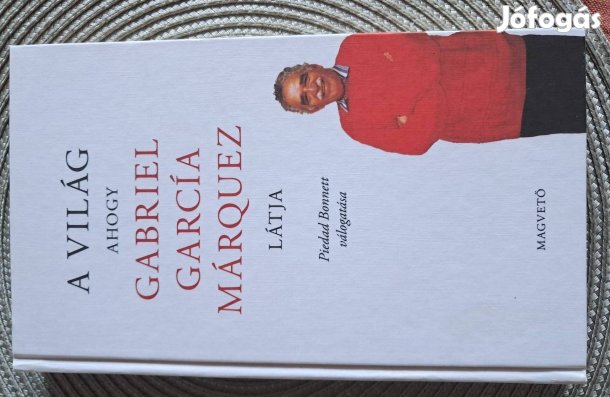 Jófogás
A VILÁG
AHOGY
GABRIEL
GARCÍA
MÁRQUEZ
LÁTJA
Piedad Bonnett
válogatása
MAGVETŐ